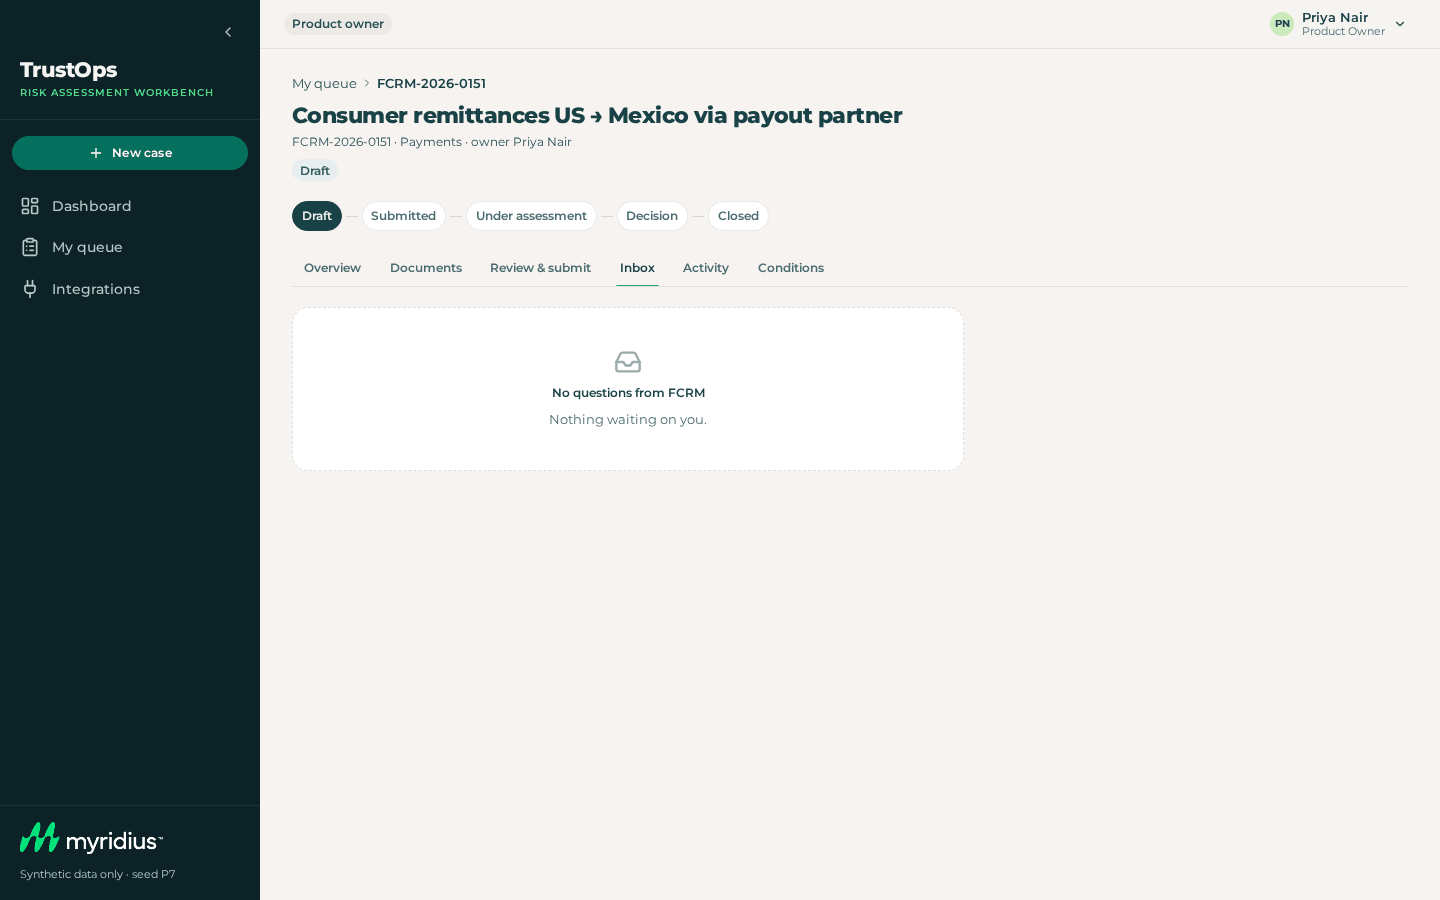 TrustOps
RISK ASSESSMENT WORKBENCH
New case
Dashboard
My queue
Integrations
myridius™
Synthetic data only · seed P7
Product owner
PN
Priya Nair
Product Owner
My queue > FCRM-2026-0151
Consumer remittances US → Mexico via payout partner
FCRM-2026-0151 · Payments · owner Priya Nair
Draft
Draft — Submitted — Under assessment — Decision — Closed
Overview Documents Review & submit Inbox Activity Conditions
No questions from FCRM
Nothing waiting on you.